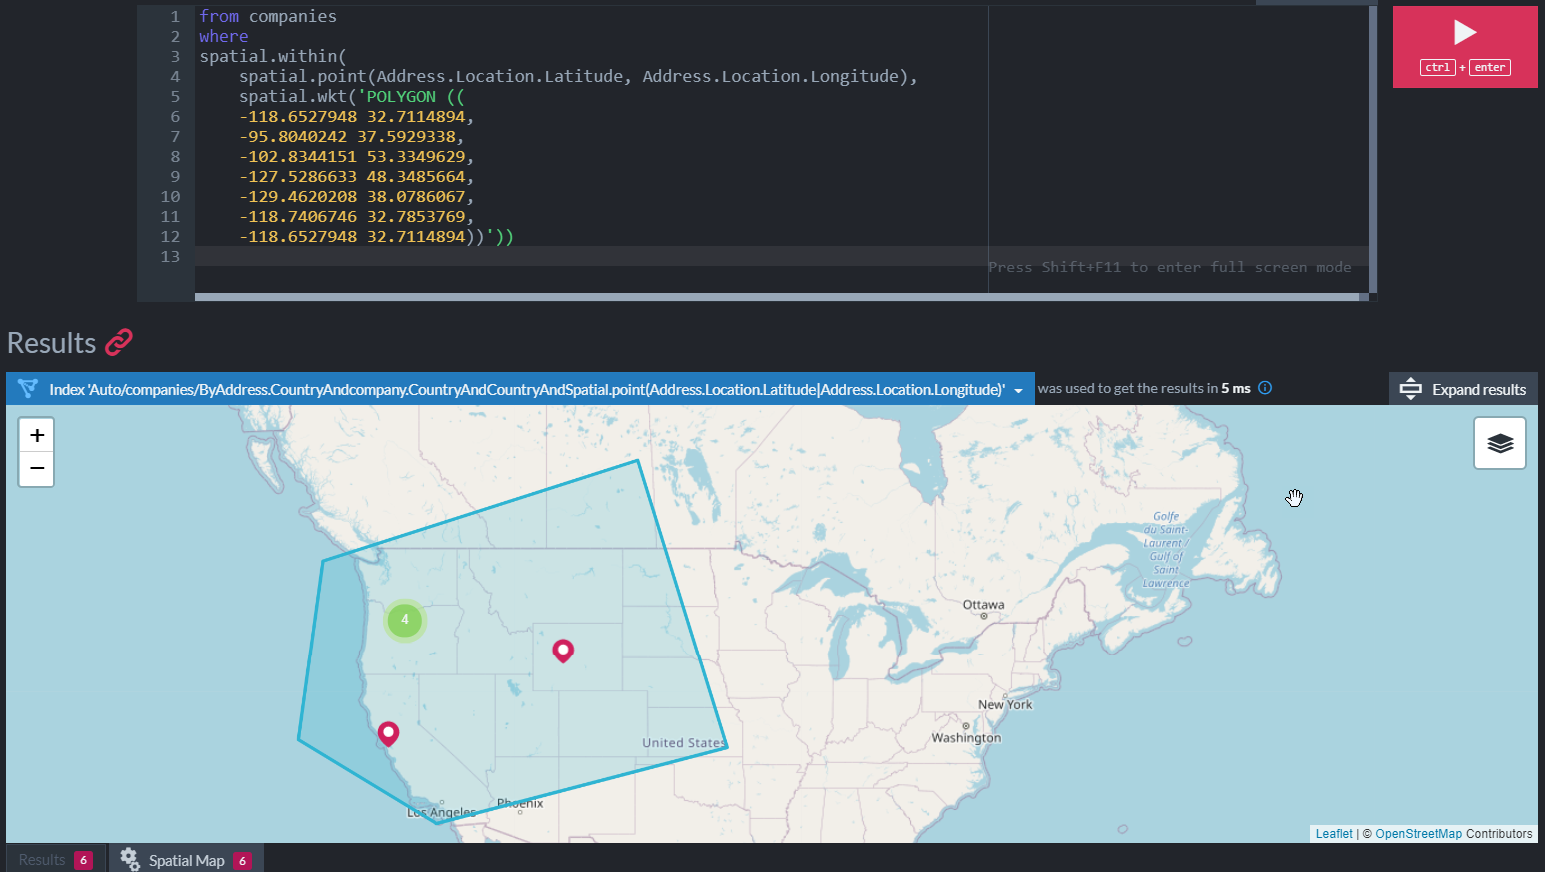 1 from companies
2 where
3 spatial.within(
4 spatial.point(Address.Location.Latitude, Address.Location.Longitude),
5 spatial.wkt('POLYGON ((
6 -118.6527948 32.7114894,
7 -95.8040242 37.5929338,
8 -102.8344151 53.3349629,
9 -127.5286633 48.3485664,
10 -129.4620208 38.0786067,
11 -118.7406746 32.7853769,
12 -118.6527948 32.7114894))'))
13
Press Shift+F11 to enter full screen mode
ctrl + enter
Results
Index 'Auto/companies/ByAddress.CountryAndcompany.CountryAndCountryAndSpatial.point(Address.Location.Latitude|Address.Location.Longitude)' was used to get the results in 5 ms
Expand results
+
−
Golfe
du Saint-
Laurent /
Gulf of
Saint
Lawrence
Ottawa
4
New York
Washington
United States
Los Angeles
Phoenix
Leaflet | © OpenStreetMap Contributors
Results 6
Spatial Map 6